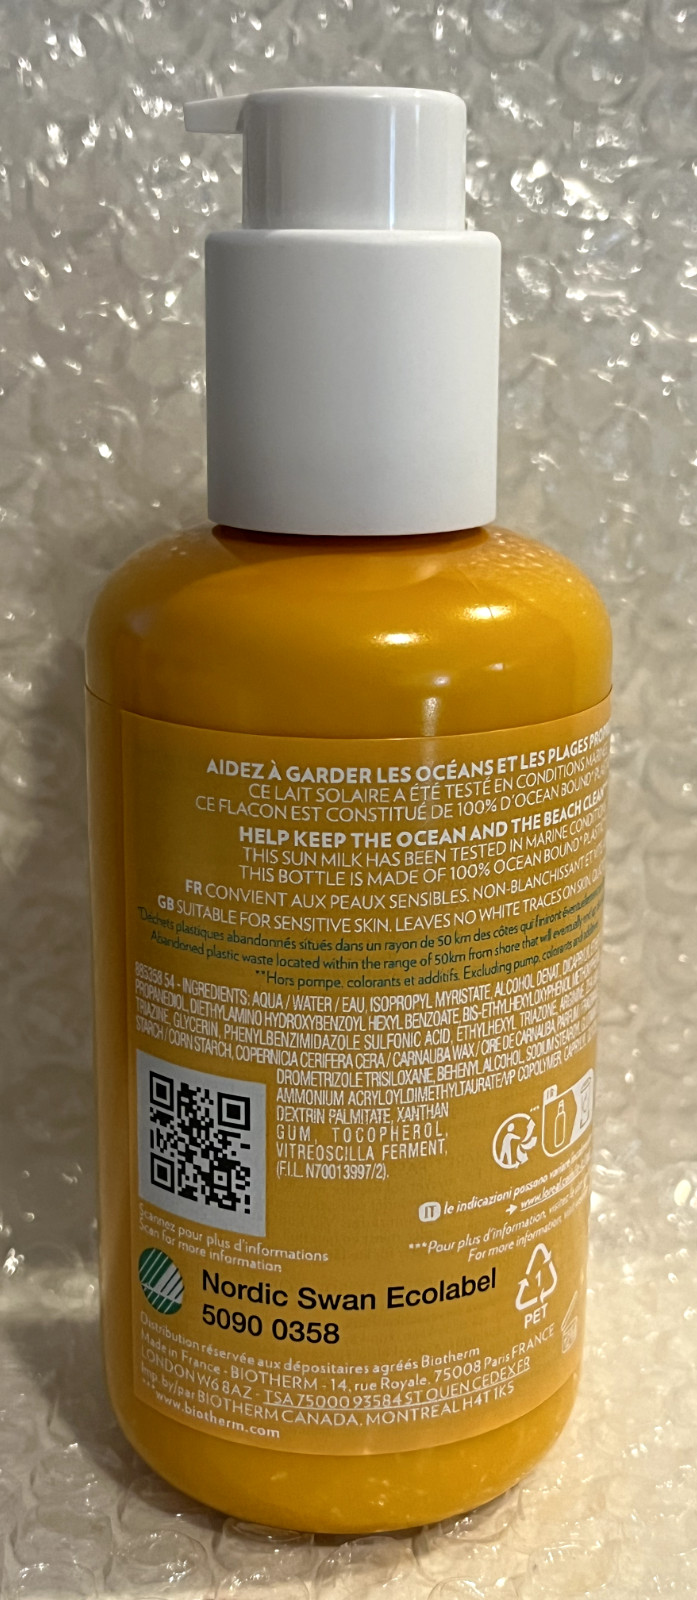 AIDEZ À GARDER LES OCÉANS ET LES PLAGES
CE LAIT SOLAIRE A ÉTÉ TESTÉ EN CONDITIONS
CE FLACON EST CONSTITUÉ DE 100% D'OCEAN BOUND*
HELP KEEP THE OCEAN AND THE BEACH CLEAN
THIS SUN MILK HAS BEEN TESTED IN MARINE
THIS BOTTLE IS MADE OF 100% OCEAN BOUND*
FR CONVIENT AUX PEAUX SENSIBLES. NON-BLANCHISSANT
GB SUITABLE FOR SENSITIVE SKIN. LEAVES NO WHITE TRACES ON SKIN.
*Déchets plastiques abandonnés situés dans un rayon de 50 km des côtes qui finiront éventuellement
Abandoned plastic waste located within the range of 50km from shore that will eventually
**Hors pompe, colorants et additifs. Excluding pump, colorants and
883358 54 - INGREDIENTS: AQUA / WATER / EAU, ISOPROPYL MYRISTATE, ALCOHOL DENAT.,
PROPANEDIOL, DIETHYLAMINO HYDROXYBENZOYL HEXYL BENZOATE, BIS-ETHYLHEXYLOXYPHENOL
TRIAZINE, GLYCERIN, PHENYLBENZIMIDAZOLE SULFONIC ACID, ETHYLHEXYL TRIAZONE,
STARCH / CORN STARCH, COPERNICIA CERIFERA CERA / CARNAUBA WAX / CIRE DE CARNAUBA, PARFUM
DROMETRIZOLE TRISILOXANE, BEHENYL ALCOHOL, SODIUM
AMMONIUM ACRYLOYLDIMETHYLTAURATE/VP COPOLYMER,
DEXTRIN PALMITATE, XANTHAN
GUM, TOCOPHEROL,
VITREOSCILLA FERMENT,
(F.I.L. N70013997/2).
FR
IT le indicazioni possono
Scannez pour plus d'informations
Scan for more information
***Pour plus d'information,
For more information,
Nordic Swan Ecolabel
5090 0358
1
PET
Distribution réservée aux dépositaires agréés Biotherm
Made in France - BIOTHERM - 14, rue Royale, 75008 Paris FRANCE
LONDON W6 8AZ - TSA 75000 93584 ST OUEN CEDEX FR
Imp. by/par BIOTHERM CANADA, MONTREAL H4T 1K5
***www.biotherm.com